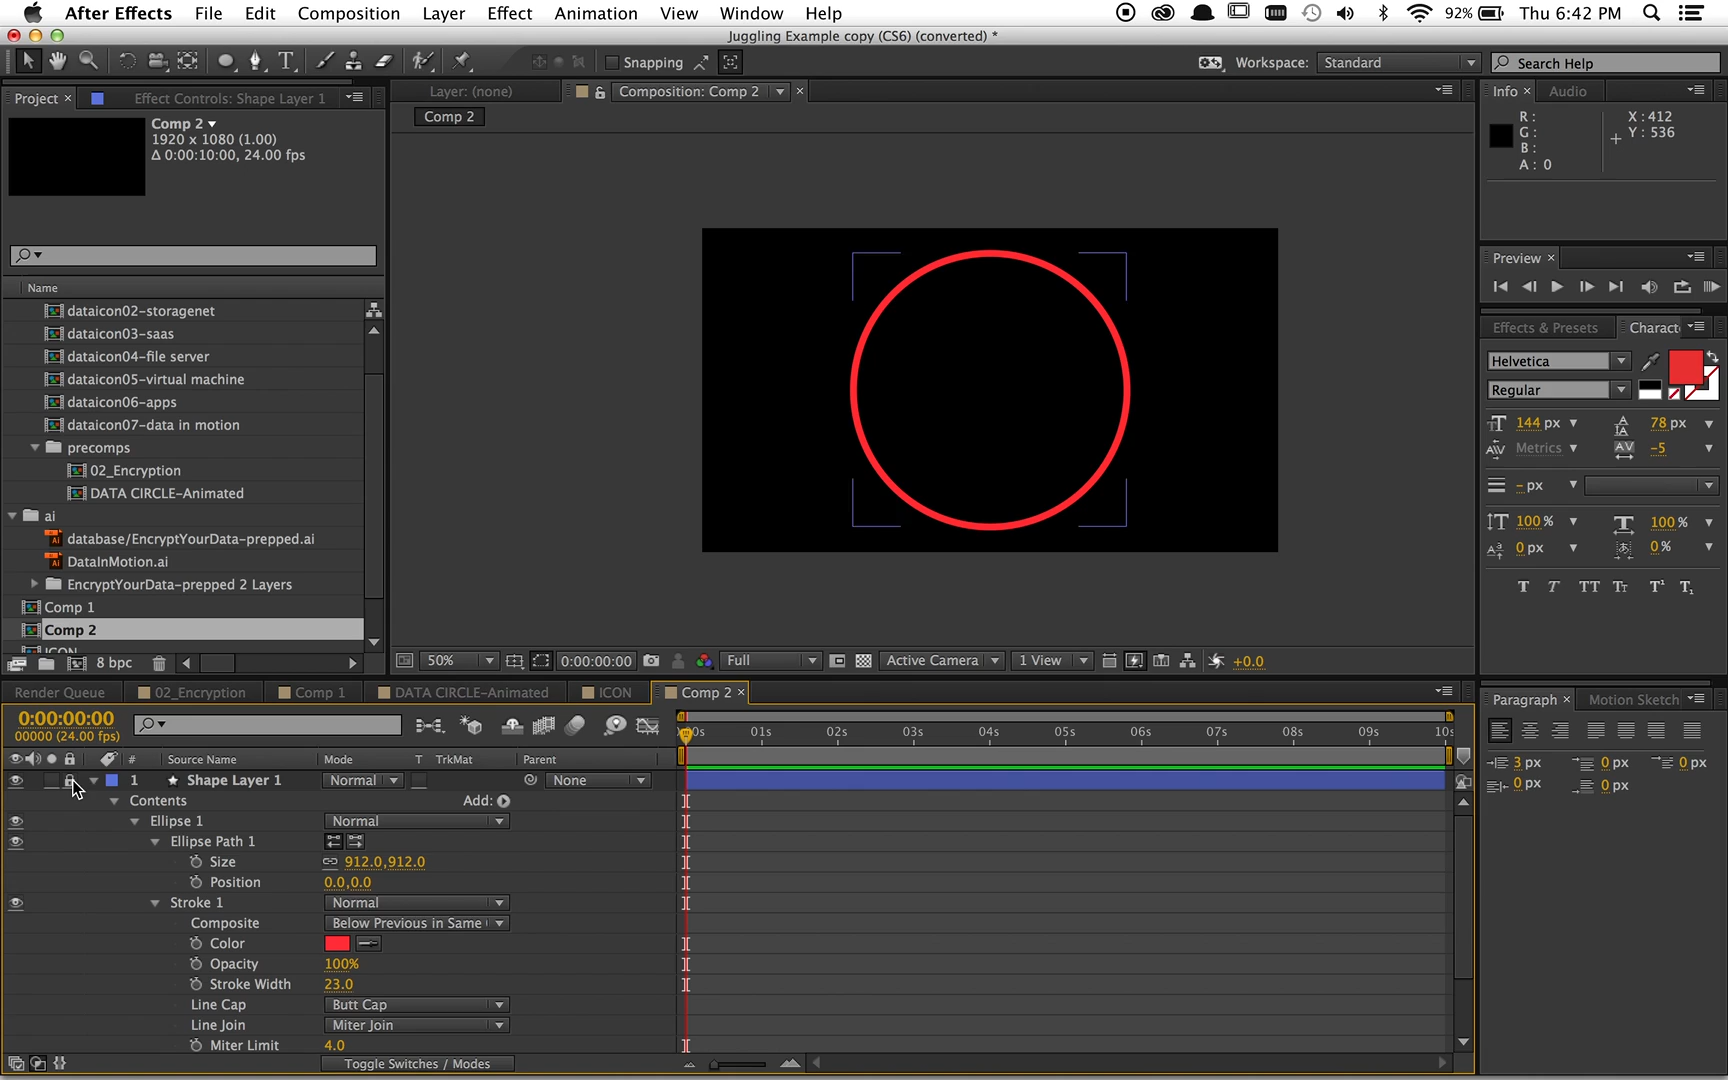 After Effects File Edit Composition Layer Effect Animation View Window Help 92% Thu 6:42 PM
Juggling Example copy (CS6) (converted) *
Snapping Workspace: Standard Search Help
Project × Effect Controls: Shape Layer 1 Layer: (none) Composition: Comp 2 × Info × Audio
Comp 2
Comp 2
1920 x 1080 (1.00)
Δ 0:00:10:00, 24.00 fps
R:
G:
B:
A: 0
X: 412
Y: 536
Name
dataicon02-storagenet
dataicon03-saas
dataicon04-file server
dataicon05-virtual machine
dataicon06-apps
dataicon07-data in motion
precomps
02_Encryption
DATA CIRCLE-Animated
ai
database/EncryptYourData-prepped.ai
DataInMotion.ai
EncryptYourData-prepped 2 Layers
Comp 1
Comp 2
ICON
8 bpc
50% 0:00:00:00 Full Active Camera 1 View +0.0
Preview ×
Effects & Presets Charact
Helvetica
Regular
144 px 78 px
Metrics -5
- px
100 % 100 %
0 px 0 %
T T TT Tt T¹ T₁
Render Queue 02_Encryption Comp 1 DATA CIRCLE-Animated ICON Comp 2 ×
0:00:00:00
00000 (24.00 fps)
00s 01s 02s 03s 04s 05s 06s 07s 08s 09s 10s
# Source Name Mode T TrkMat Parent
1 Shape Layer 1 Normal None
Contents Add:
Ellipse 1 Normal
Ellipse Path 1
Size 912.0,912.0
Position 0.0,0.0
Stroke 1 Normal
Composite Below Previous in Same
Color
Opacity 100%
Stroke Width 23.0
Line Cap Butt Cap
Line Join Miter Join
Miter Limit 4.0
Toggle Switches / Modes
Paragraph × Motion Sketch
3 px 0 px 0 px
0 px 0 px